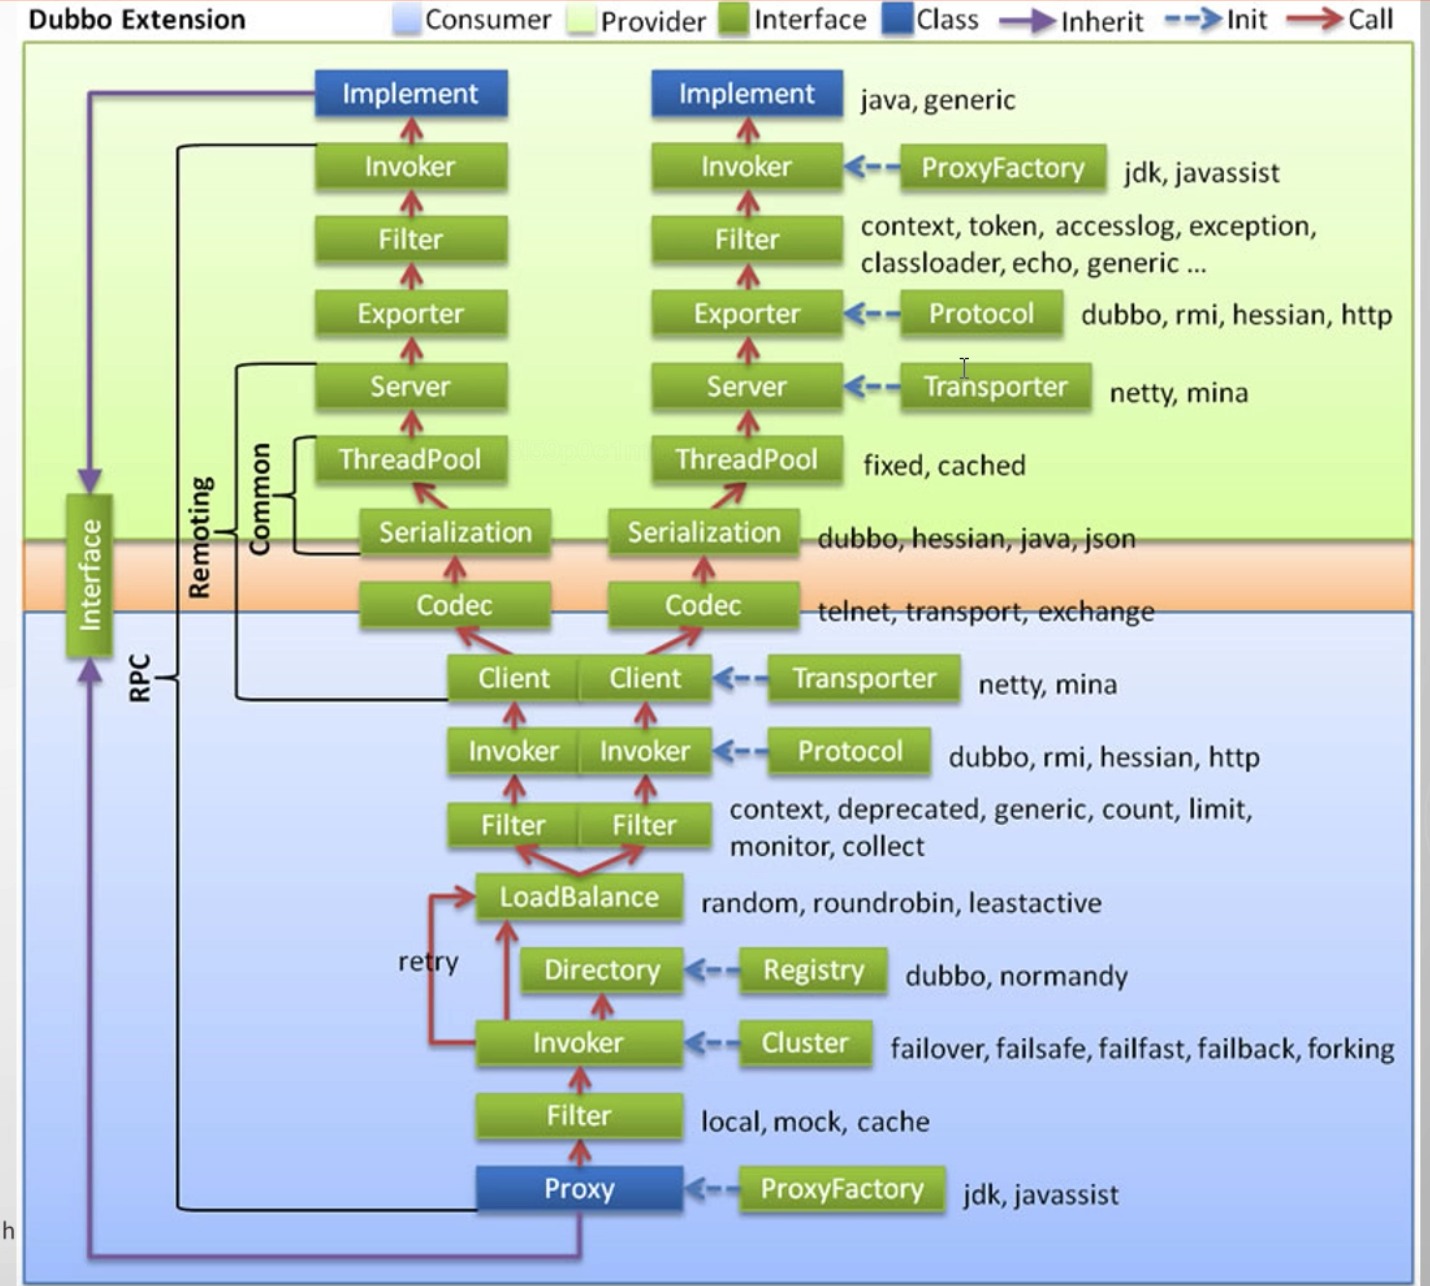 Dubbo Extension Consumer Provider Interface Class Inherit Init Call
Implement Implement java, generic
Invoker Invoker ProxyFactory jdk, javassist
Filter Filter context, token, accesslog, exception,
classloader, echo, generic ...
Exporter Exporter Protocol dubbo, rmi, hessian, http
Server Server Transporter netty, mina
ThreadPool ThreadPool fixed, cached
Common
Remoting
Serialization Serialization dubbo, hessian, java, json
Interface
Codec Codec telnet, transport, exchange
RPC
Client Client Transporter netty, mina
Invoker Invoker Protocol dubbo, rmi, hessian, http
Filter Filter context, deprecated, generic, count, limit,
monitor, collect
LoadBalance random, roundrobin, leastactive
retry
Directory Registry dubbo, normandy
Invoker Cluster failover, failsafe, failfast, failback, forking
Filter local, mock, cache
Proxy ProxyFactory jdk, javassist
h